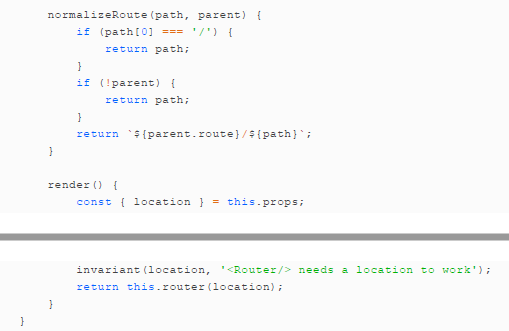 normalizeRoute(path, parent) {
if (path[0] === '/') {
return path;
}
if (!parent) {
return path;
}
return `${parent.route}/${path}`;
}
render() {
const { location } = this.props;
invariant(location, '<Router/> needs a location to work');
return this.router(location);
}
}